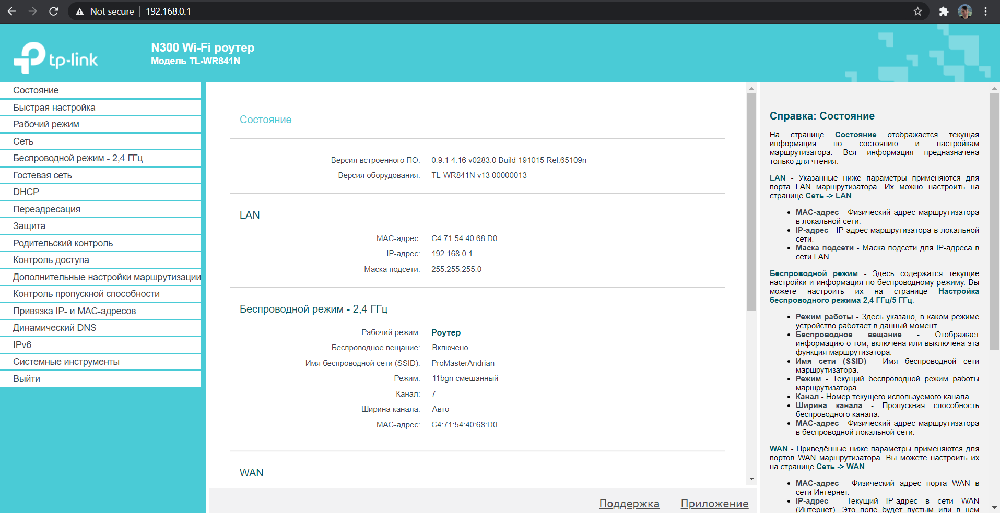 Not secure | 192.168.0.1
tp-link
N300 Wi-Fi роутер
Модель TL-WR841N
Состояние
Быстрая настройка
Рабочий режим
Сеть
Беспроводной режим - 2,4 ГГц
Гостевая сеть
DHCP
Переадресация
Защита
Родительский контроль
Контроль доступа
Дополнительные настройки маршрутизации
Контроль пропускной способности
Привязка IP- и MAC-адресов
Динамический DNS
IPv6
Системные инструменты
Выйти
Состояние
Версия встроенного ПО: 0.9.1 4.16 v0283.0 Build 191015 Rel.65109n
Версия оборудования: TL-WR841N v13 00000013
LAN
MAC-адрес: C4:71:54:40:68:D0
IP-адрес: 192.168.0.1
Маска подсети: 255.255.255.0
Беспроводной режим - 2,4 ГГц
Рабочий режим: Роутер
Беспроводное вещание: Включено
Имя беспроводной сети (SSID): ProMasterAndrian
Режим: 11bgn смешанный
Канал: 7
Ширина канала: Авто
MAC-адрес: C4:71:54:40:68:D0
WAN
Поддержка Приложение
Справка: Состояние
На странице Состояние отображается текущая
информация по состоянию и настройкам
маршрутизатора. Вся информация предназначена
только для чтения.
LAN - Указанные ниже параметры применяются для
порта LAN маршрутизатора. Их можно настроить на
странице Сеть -> LAN.
• MAC-адрес - Физический адрес маршрутизатора
в локальной сети.
• IP-адрес - IP-адрес маршрутизатора в локальной
сети.
• Маска подсети - Маска подсети для IP-адреса в
сети LAN.
Беспроводной режим - Здесь содержатся текущие
настройки и информация по беспроводному режиму. Вы
можете настроить их на странице Настройка
беспроводного режима 2,4 ГГц/5 ГГц.
• Режим работы - Здесь указано, в каком режиме
устройство работает в данный момент.
• Беспроводное вещание - Отображает
информацию о том, включена или выключена эта
функция маршрутизатора.
• Имя сети (SSID) - Имя беспроводной сети
маршрутизатора.
• Режим - Текущий беспроводной режим работы
маршрутизатора.
• Канал - Номер текущего используемого канала.
• Ширина канала - Пропускная способность
беспроводного канала.
• MAC-адрес - Физический адрес маршрутизатора
в беспроводной локальной сети.
WAN - Приведённые ниже параметры применяются для
портов WAN маршрутизатора. Вы можете настроить их
на странице Сеть -> WAN.
• MAC-адрес - Физический адрес порта WAN в
сети Интернет.
• IP-адрес - Текущий IP-адрес в сети WAN
(Интернет). Это поле будет пустым или в нем